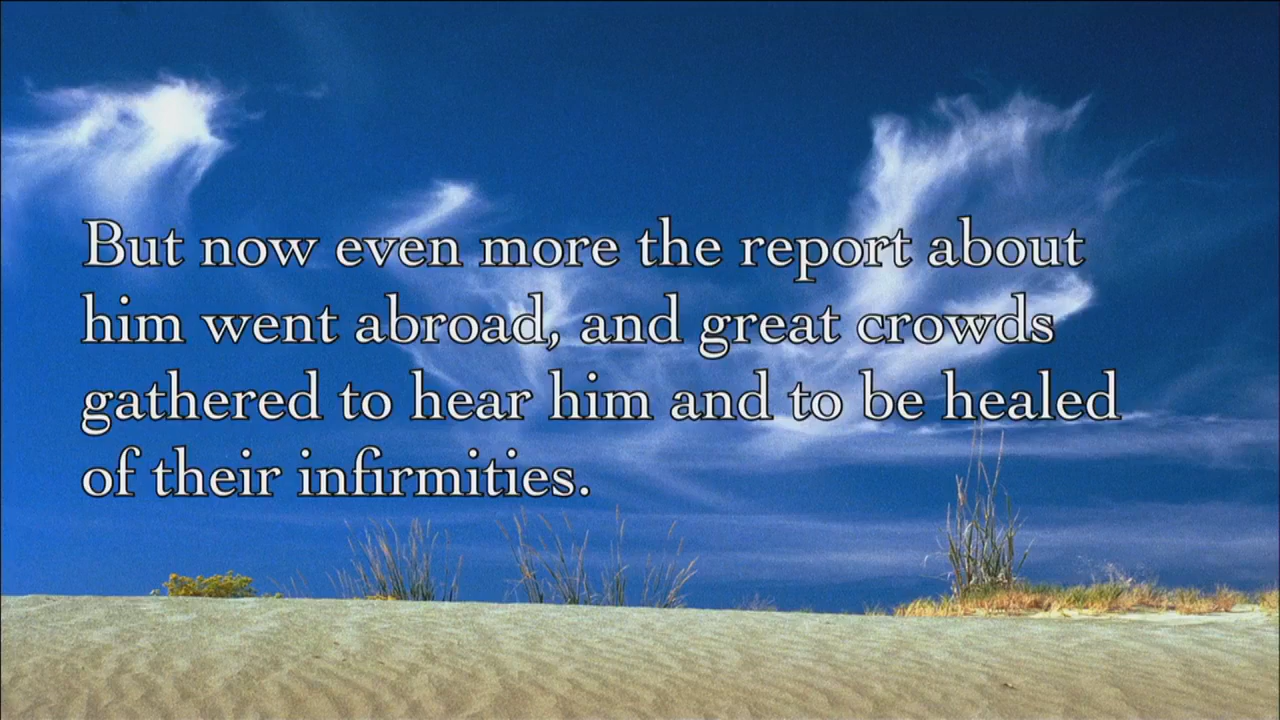 But now even more the report about
him went abroad, and great crowds
gathered to hear him and to be healed
of their infirmities.